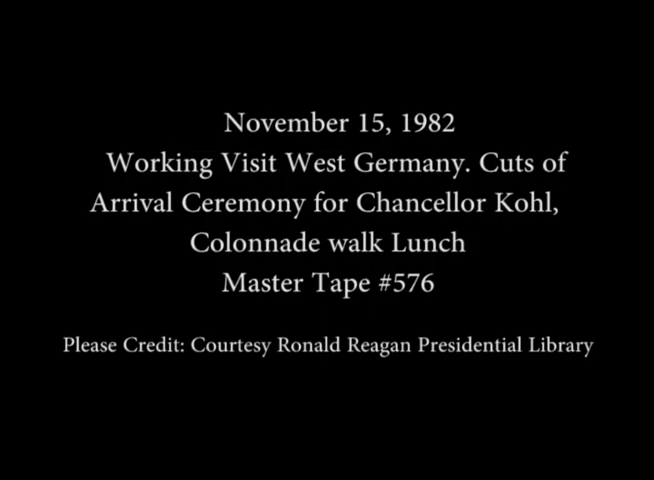 November 15, 1982
Working Visit West Germany. Cuts of
Arrival Ceremony for Chancellor Kohl,
Colonnade walk Lunch
Master Tape #576
Please Credit: Courtesy Ronald Reagan Presidential Library